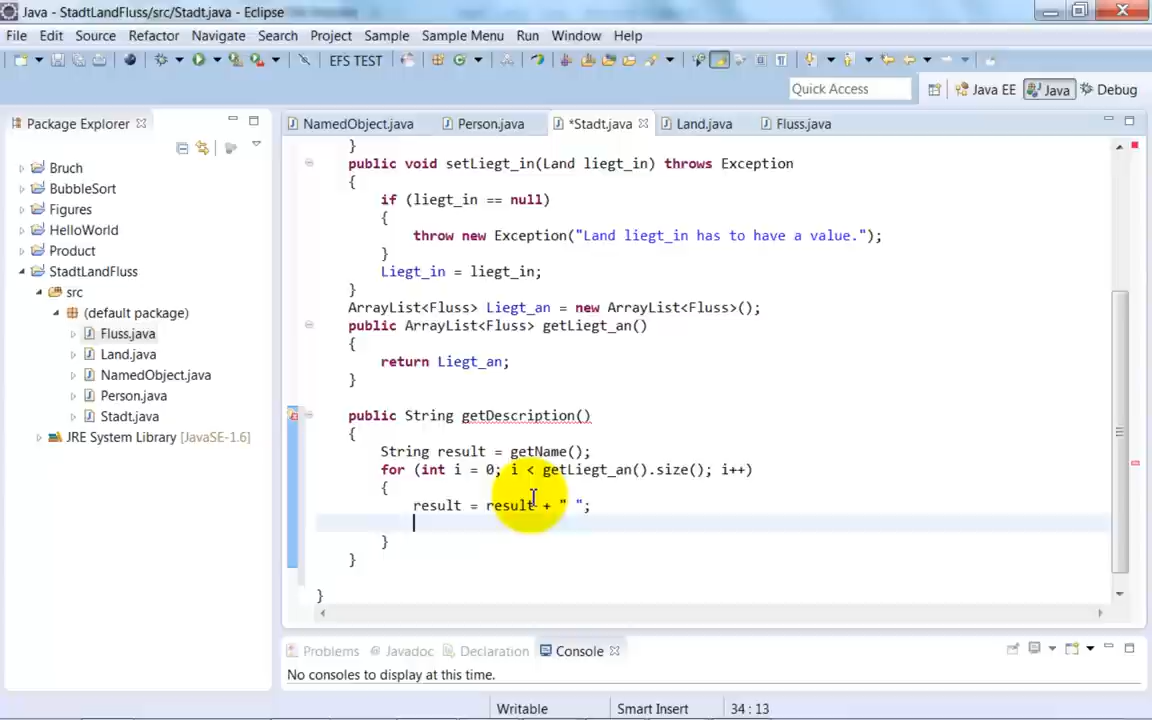 Java - StadtLandFluss/src/Stadt.java - Eclipse
File Edit Source Refactor Navigate Search Project Sample Sample Menu Run Window Help
EFS TEST
Quick Access Java EE Java Debug
Package Explorer
NamedObject.java Person.java *Stadt.java Land.java Fluss.java
Bruch
BubbleSort
Figures
HelloWorld
Product
StadtLandFluss
src
(default package)
Fluss.java
Land.java
NamedObject.java
Person.java
Stadt.java
JRE System Library [JavaSE-1.6]
}
public void setLiegt_in(Land liegt_in) throws Exception
{
if (liegt_in == null)
{
throw new Exception("Land liegt_in has to have a value.");
}
Liegt_in = liegt_in;
}
ArrayList<Fluss> Liegt_an = new ArrayList<Fluss>();
public ArrayList<Fluss> getLiegt_an()
{
return Liegt_an;
}
public String getDescription()
{
String result = getName();
for (int i = 0; i < getLiegt_an().size(); i++)
{
result = result + " ";
}
}
}
Problems Javadoc Declaration Console
No consoles to display at this time.
Writable Smart Insert 34 : 13